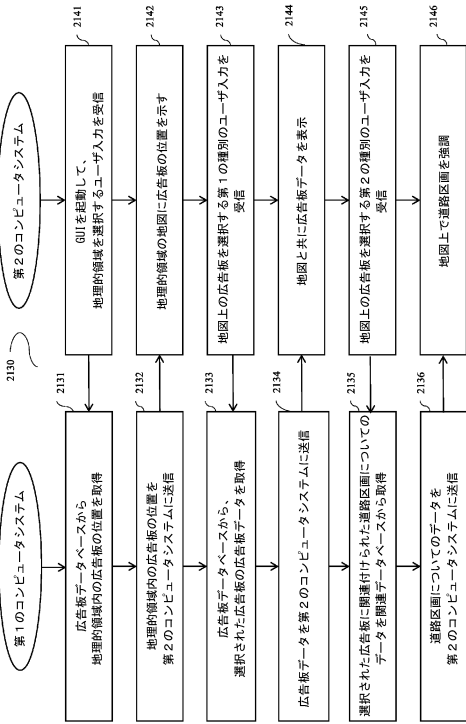 2130
第1のコンピュータシステム
2131
広告板データベースから
地理的領域内の広告板の位置を取得
2132
地理的領域内の広告板の位置を
第2のコンピュータシステムに送信
2133
広告板データベースから、
選択された広告板の広告板データを取得
2134
広告板データを第2のコンピュータシステムに送信
2135
選択された広告板に関連付けられた道路区画についての
データを関連データベースから取得
2136
道路区画についてのデータを
第2のコンピュータシステムに送信
第2のコンピュータシステム
2141
GUIを起動して、
地理的領域を選択するユーザ入力を受信
2142
地理的領域の地図に広告板の位置を示す
2143
地図上の広告板を選択する第1の種別のユーザ入力を
受信
2144
地図と共に広告板データを表示
2145
地図上の広告板を選択する第2の種別のユーザ入力を
受信
2146
地図上で道路区画を強調